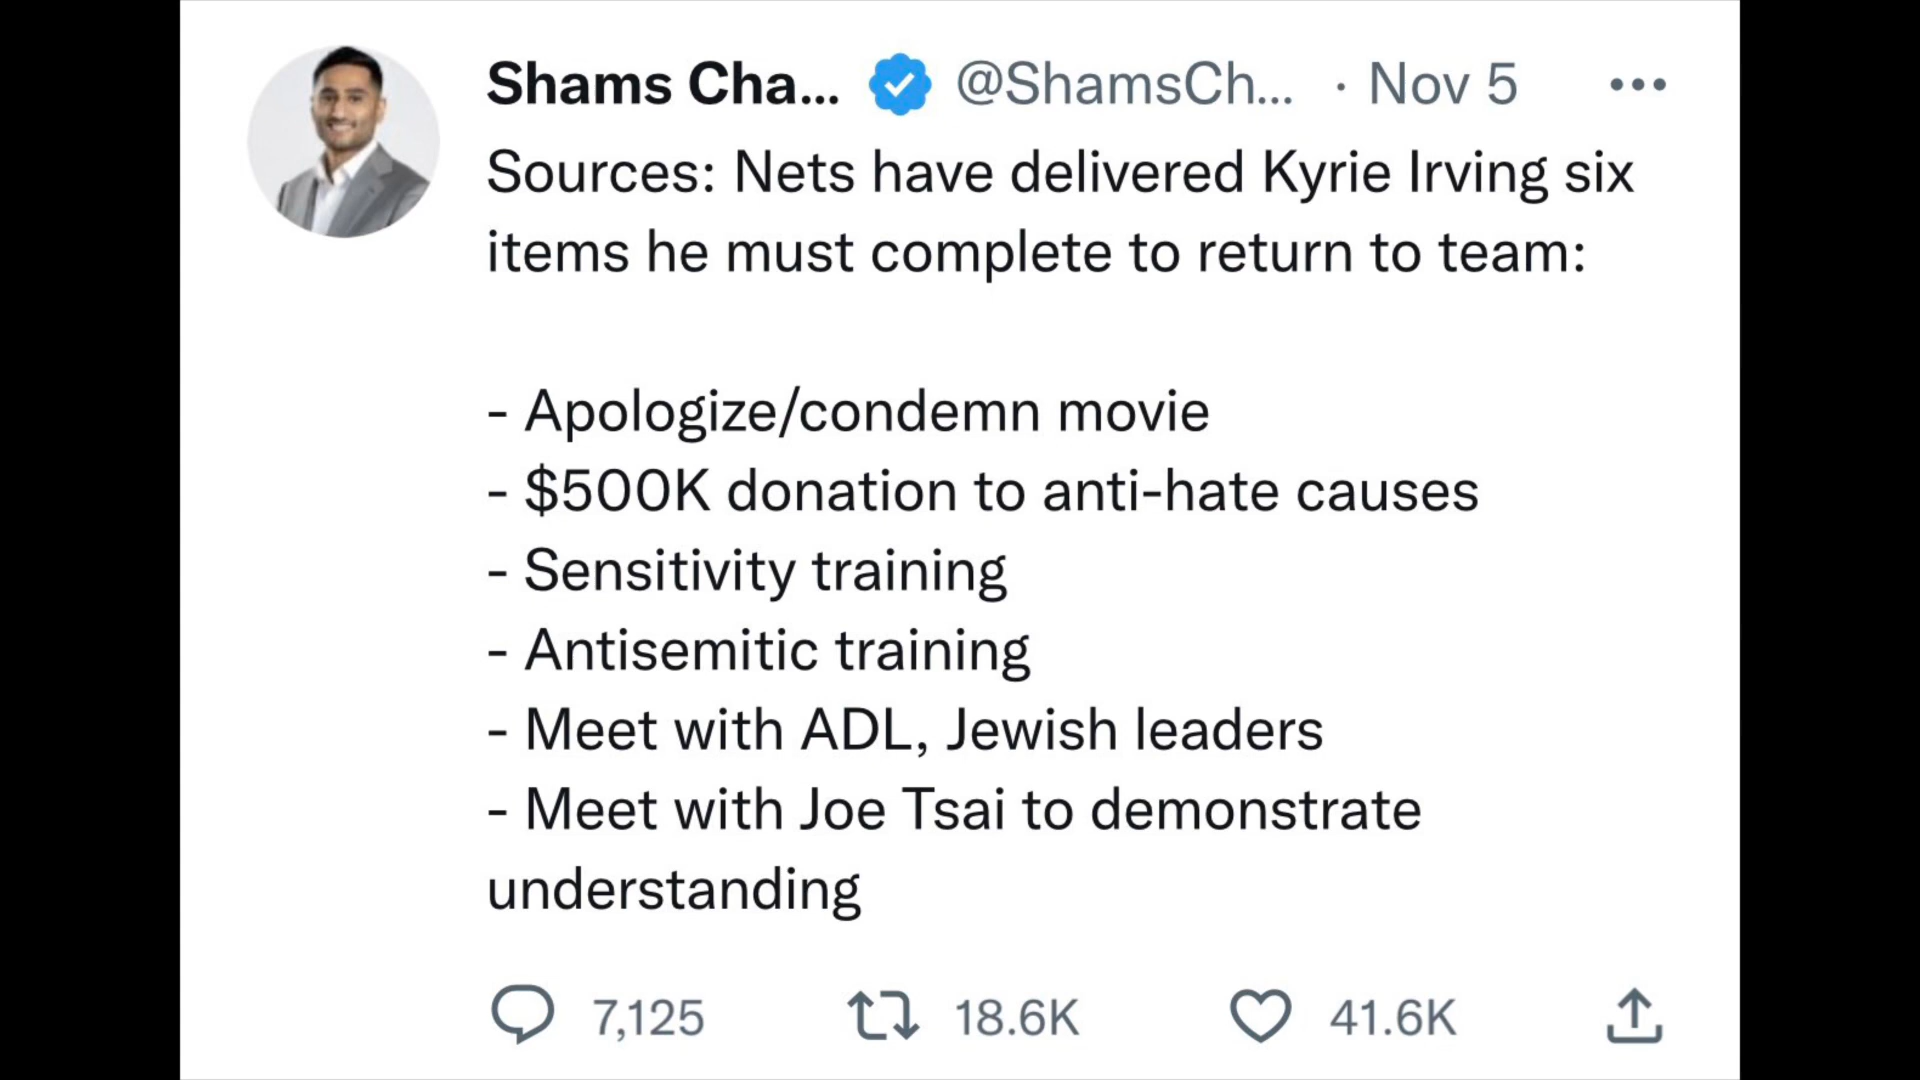 Shams Cha... @ShamsCh... · Nov 5
Sources: Nets have delivered Kyrie Irving six
items he must complete to return to team:
- Apologize/condemn movie
- $500K donation to anti-hate causes
- Sensitivity training
- Antisemitic training
- Meet with ADL, Jewish leaders
- Meet with Joe Tsai to demonstrate
understanding
7,125 18.6K 41.6K